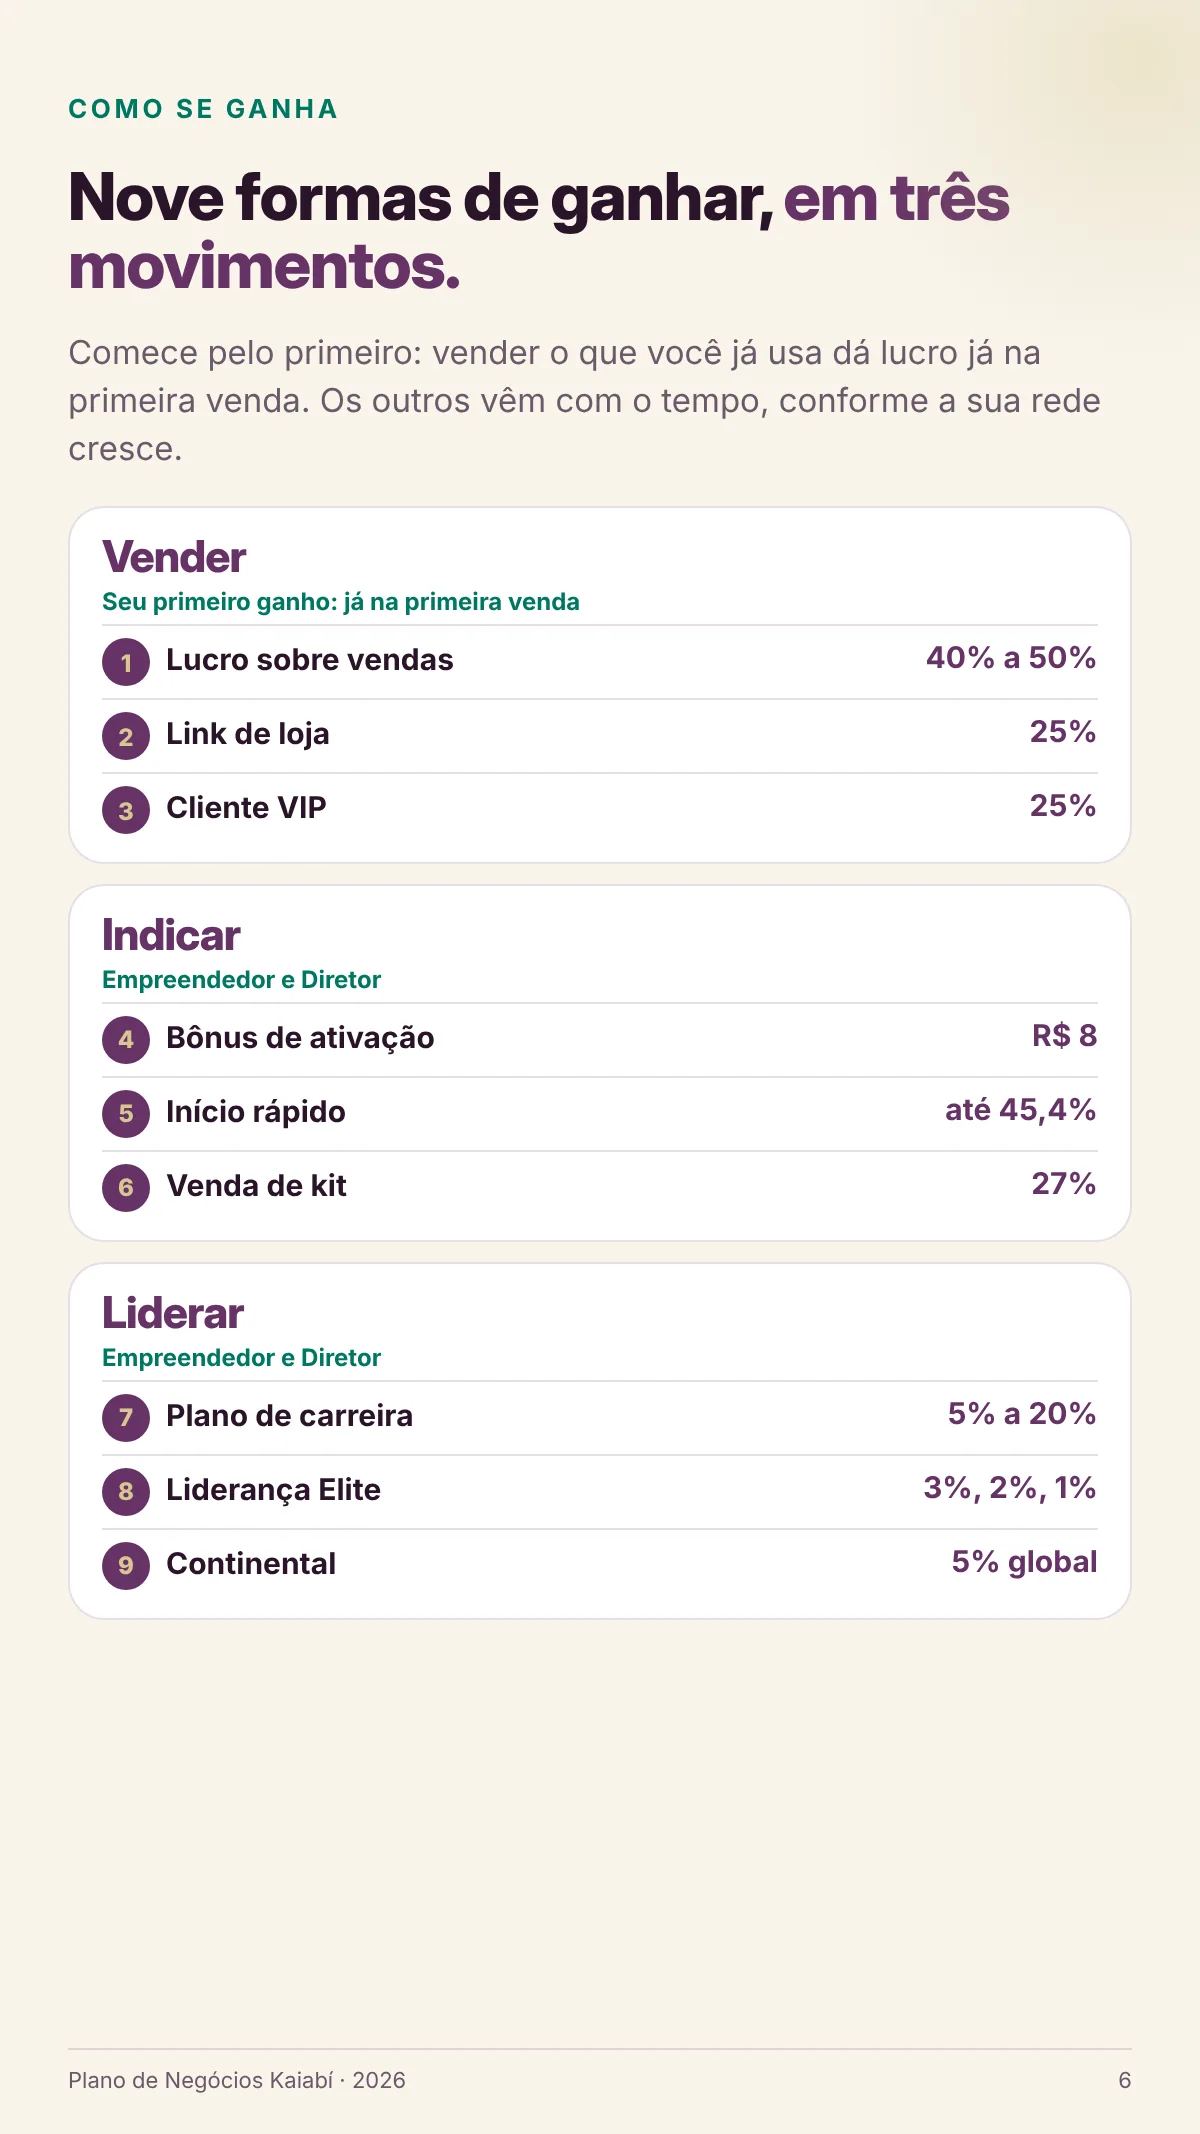 COMO SE GANHA
Nove formas de ganhar, em três
movimentos.
Comece pelo primeiro: vender o que você já usa dá lucro já na
primeira venda. Os outros vêm com o tempo, conforme a sua rede
cresce.
Vender
Seu primeiro ganho: já na primeira venda
1 Lucro sobre vendas 40% a 50%
2 Link de loja 25%
3 Cliente VIP 25%
Indicar
Empreendedor e Diretor
4 Bônus de ativação R$ 8
5 Início rápido até 45,4%
6 Venda de kit 27%
Liderar
Empreendedor e Diretor
7 Plano de carreira 5% a 20%
8 Liderança Elite 3%, 2%, 1%
9 Continental 5% global
Plano de Negócios Kaiabí · 2026 6